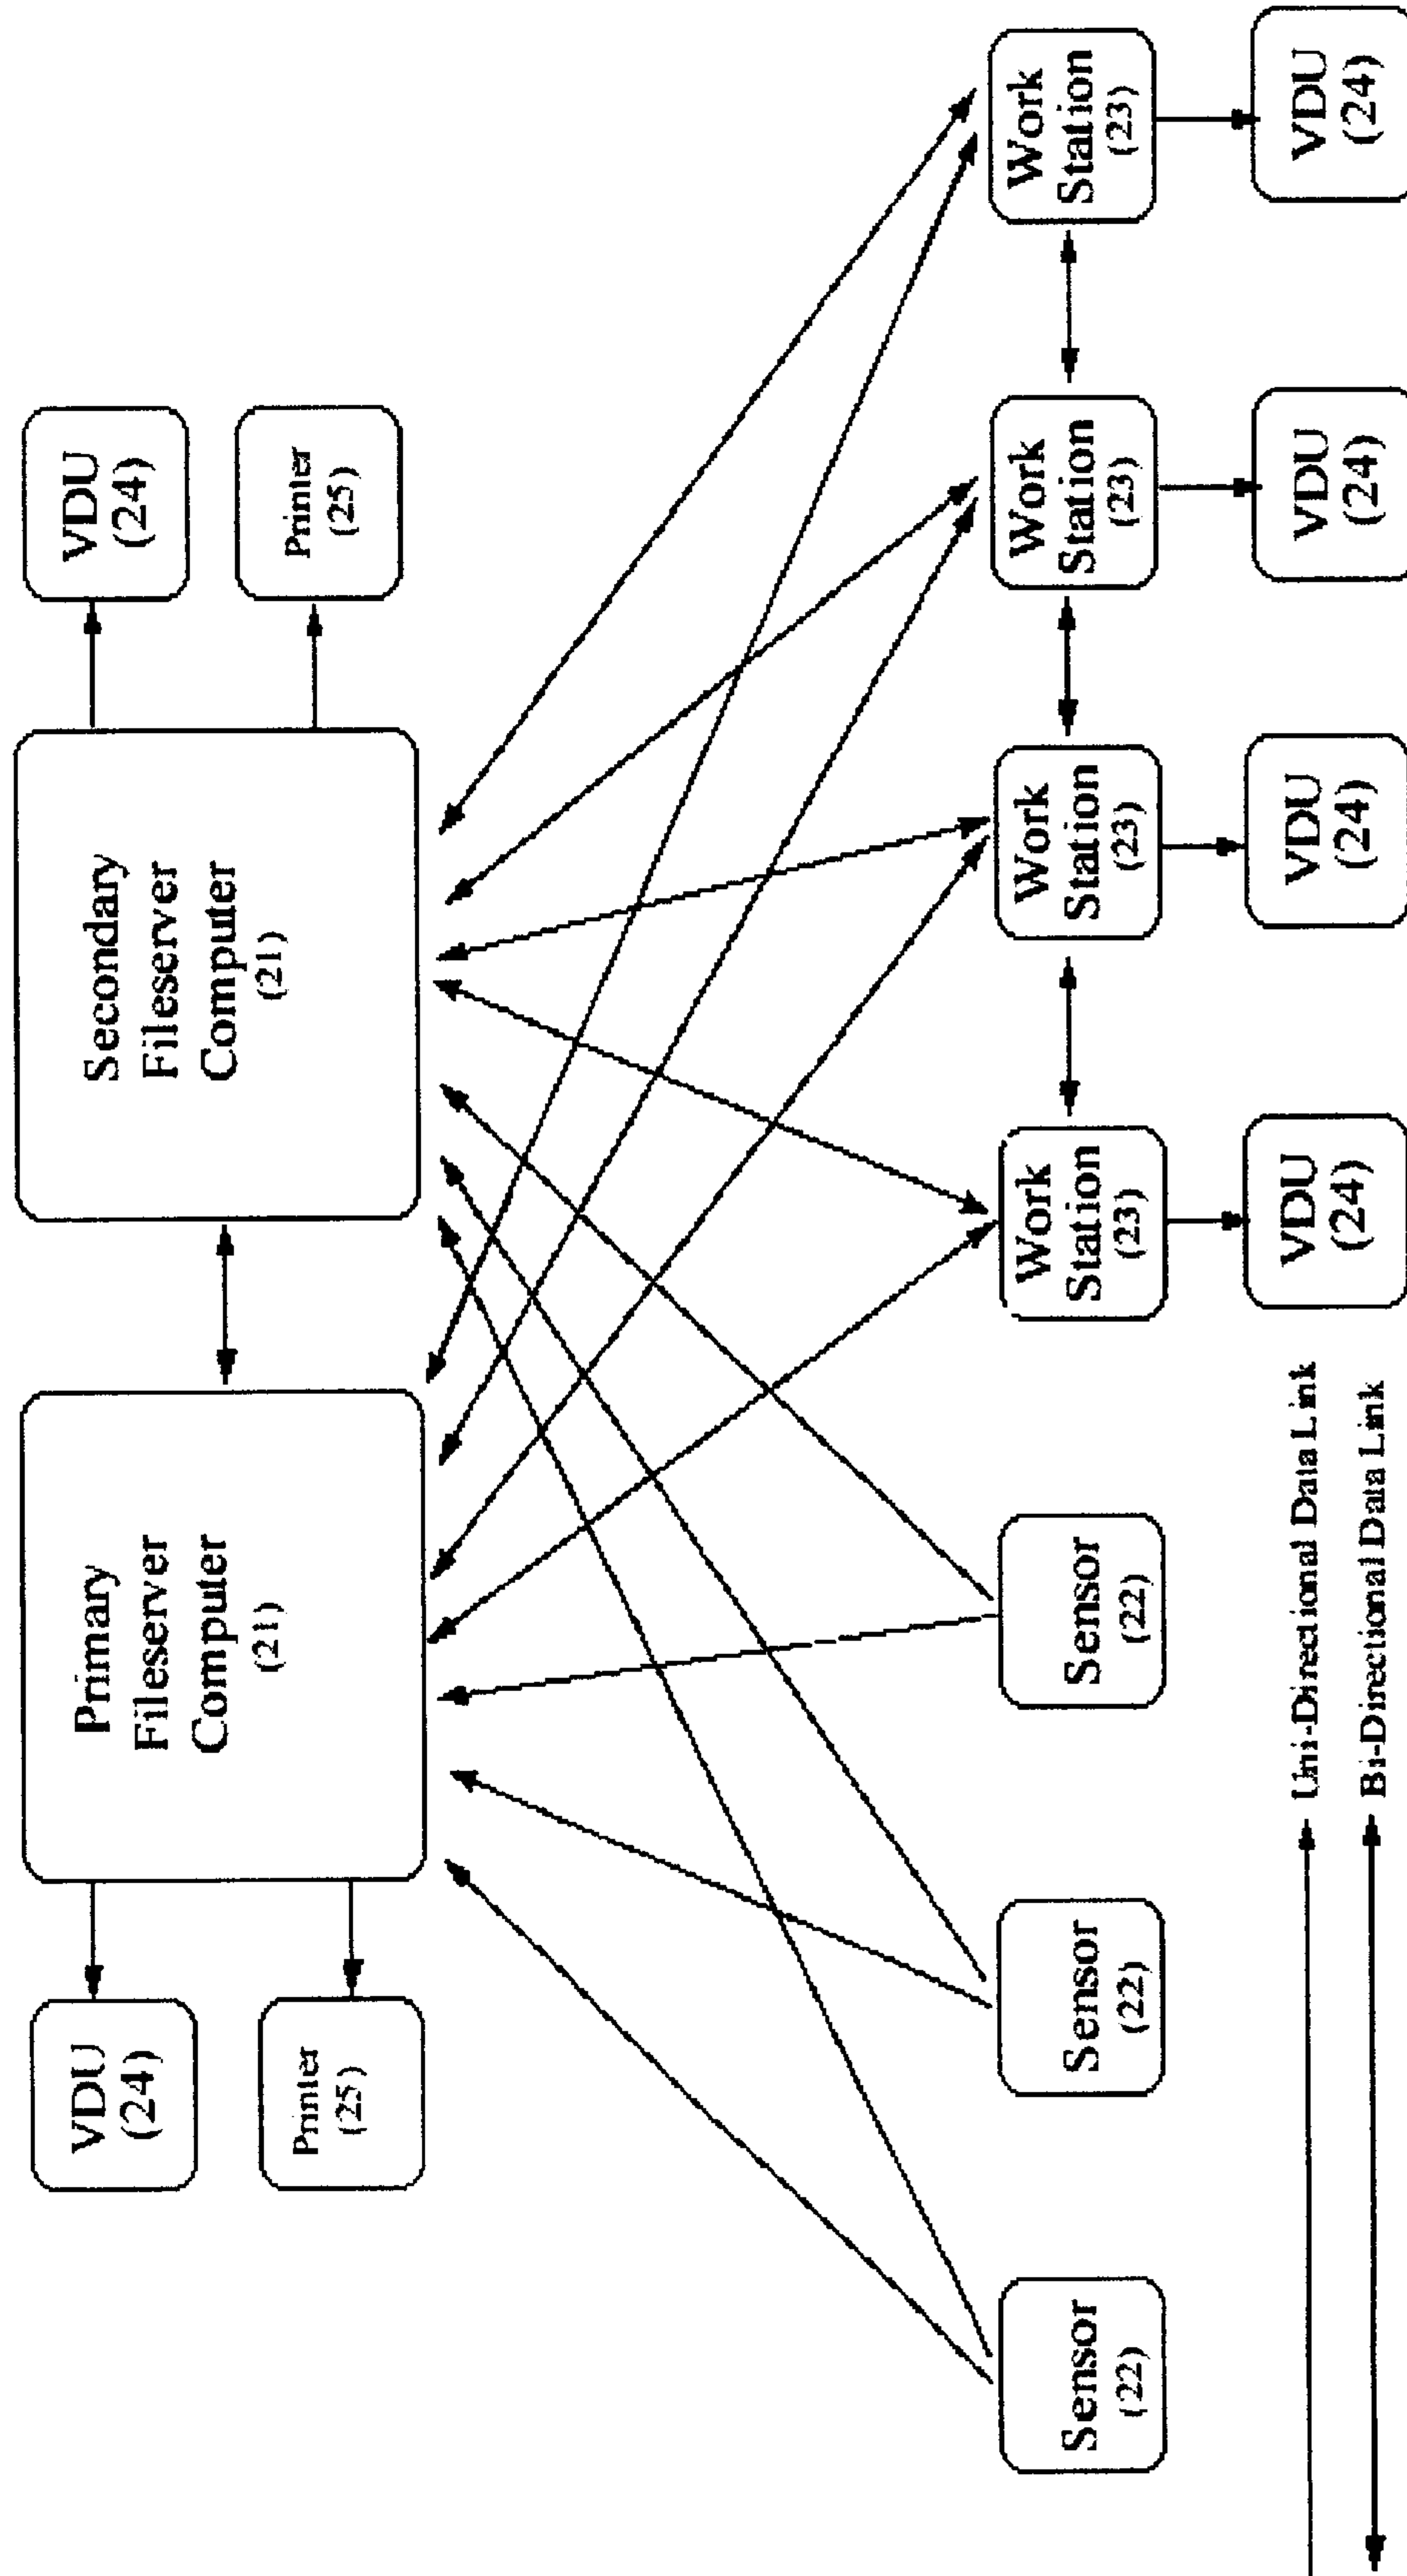 VDU
(24)
Printer
(25)
Primary
Fileserver
Computer
(21)
Secondary
Fileserver
Computer
(21)
VDU
(24)
Printer
(25)
Sensor
(22)
Sensor
(22)
Sensor
(22)
Work
Station
(23)
Work
Station
(23)
Work
Station
(23)
Work
Station
(23)
VDU
(24)
VDU
(24)
VDU
(24)
VDU
(24)
Uni-Directional Data Link
Bi-Directional Data Link